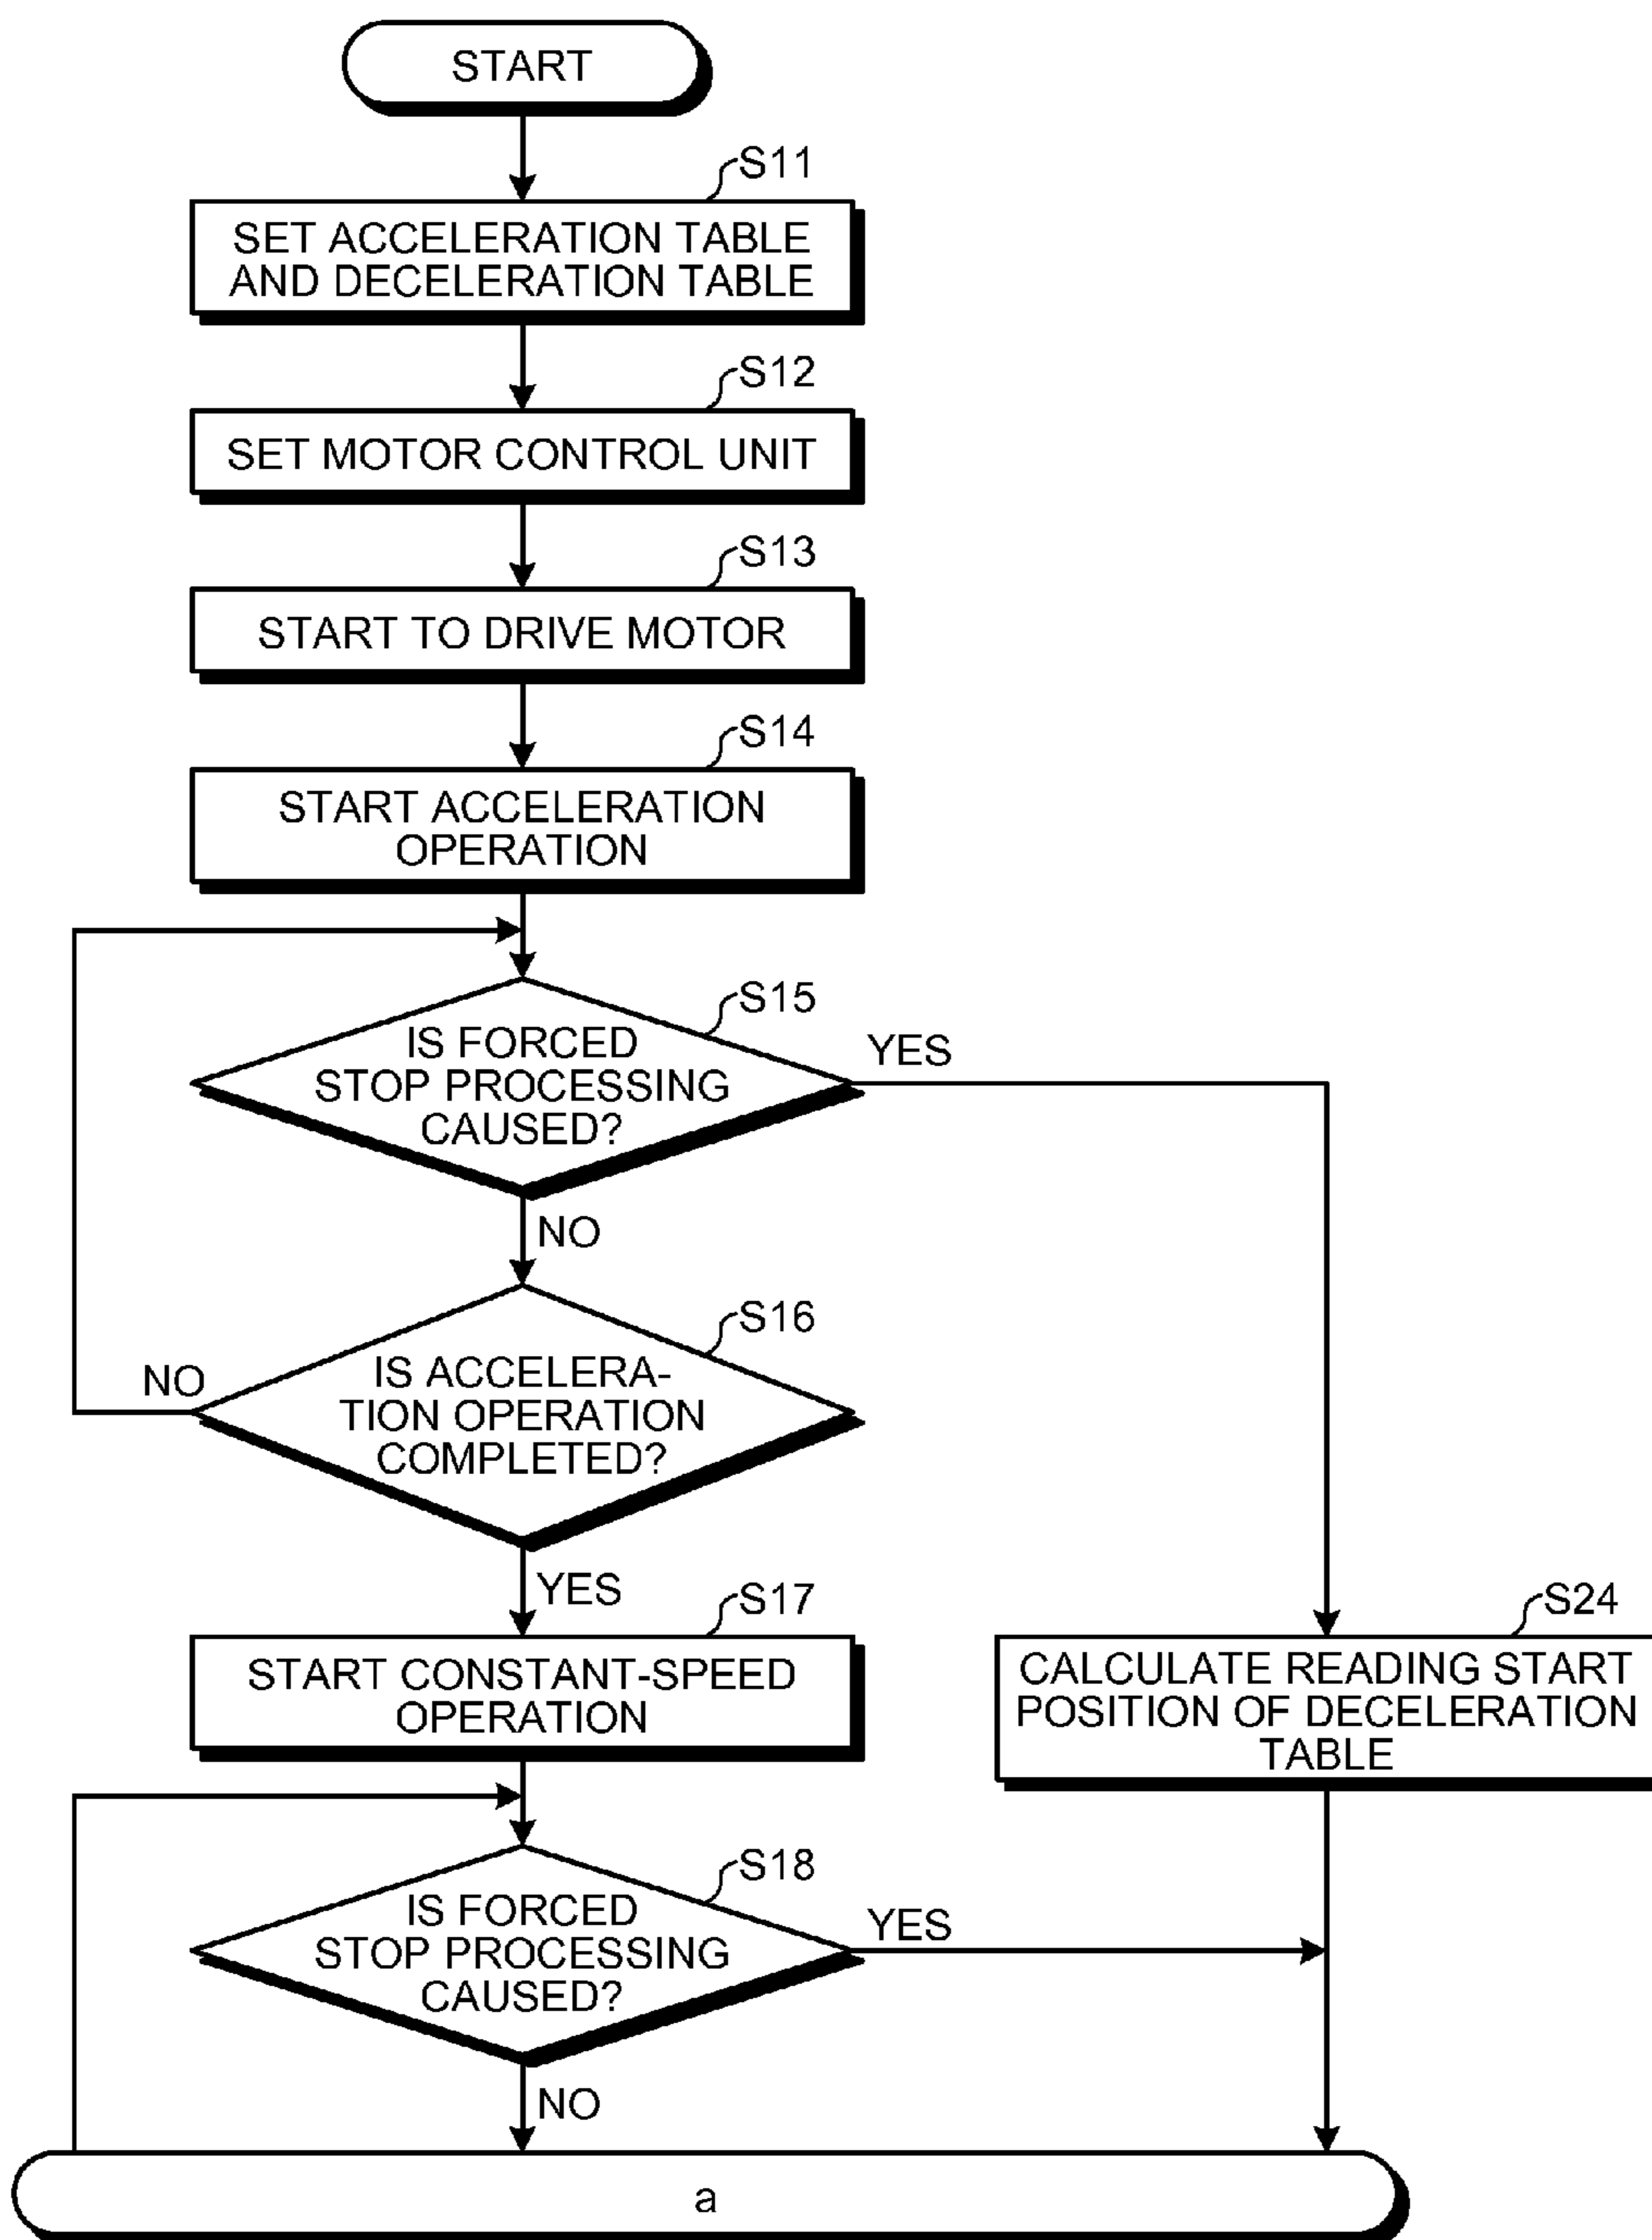 START
S11
SET ACCELERATION TABLE
AND DECELERATION TABLE
S12
SET MOTOR CONTROL UNIT
S13
START TO DRIVE MOTOR
S14
START ACCELERATION
OPERATION
S15
IS FORCED
STOP PROCESSING
CAUSED?
YES
NO
S16
IS ACCELERA-
TION OPERATION
COMPLETED?
NO
YES
S17
START CONSTANT-SPEED
OPERATION
S24
CALCULATE READING START
POSITION OF DECELERATION
TABLE
S18
IS FORCED
STOP PROCESSING
CAUSED?
YES
NO
a